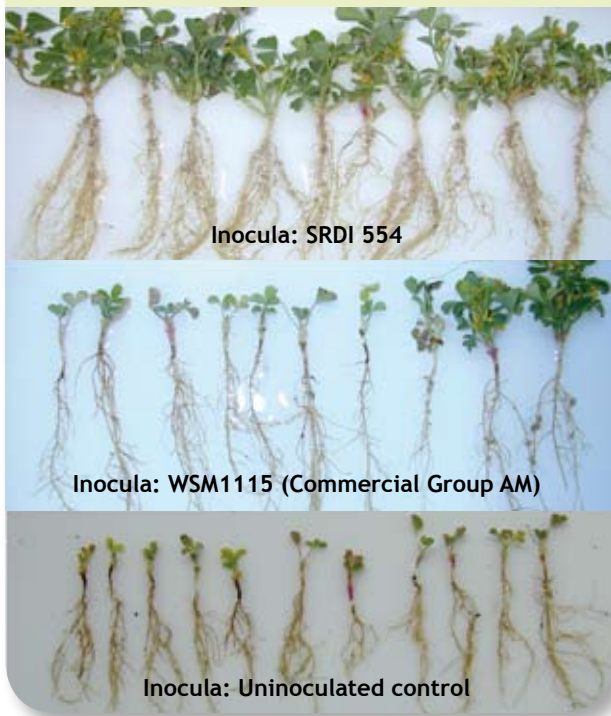 Inocula: SRDI 554
Inocula: WSM1115 (Commercial Group AM)
Inocula: Uninoculated control